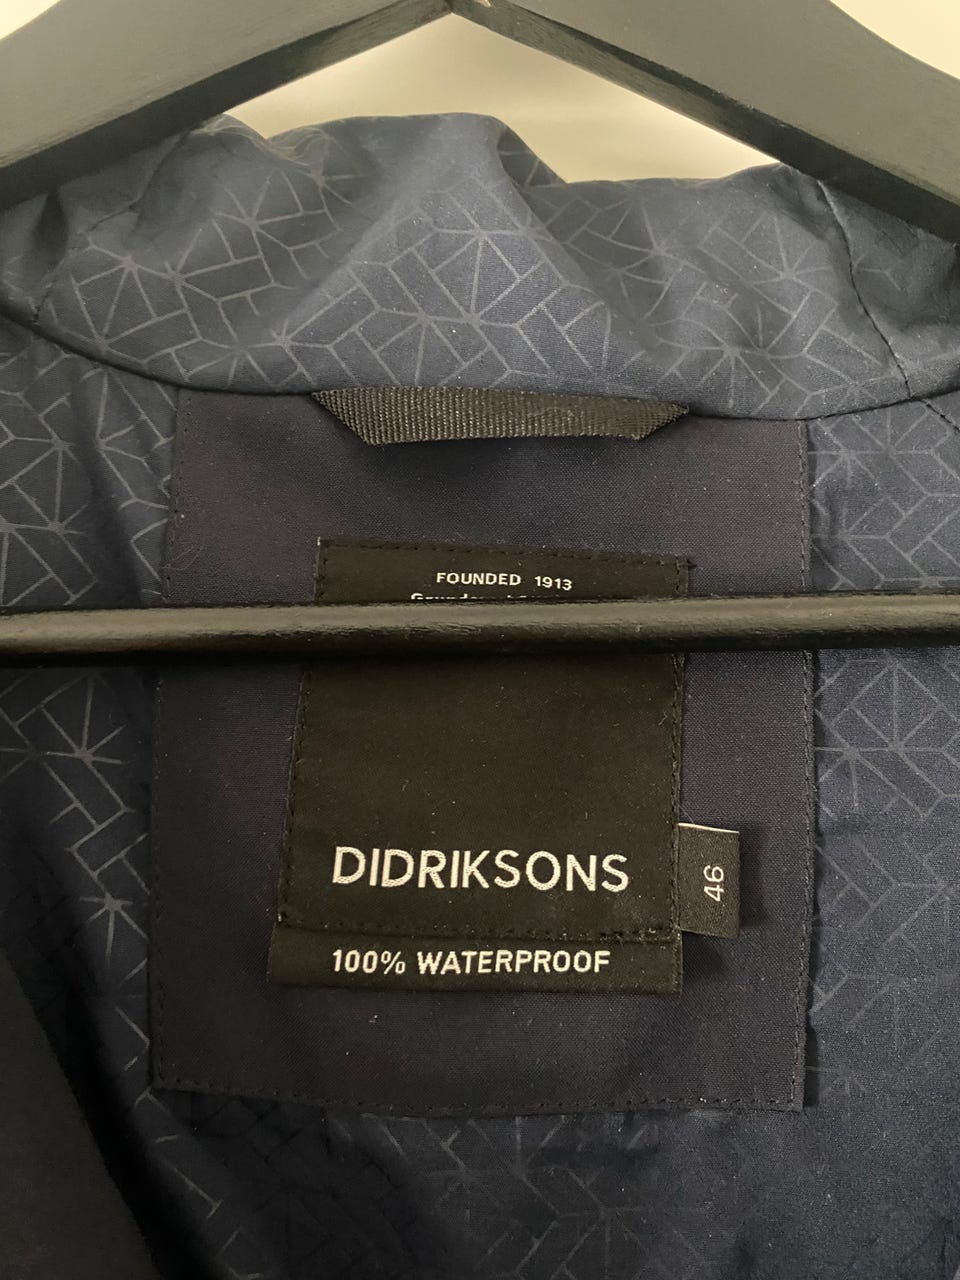 FOUNDED 1913
DIDRIKSONS
46
100% WATERPROOF